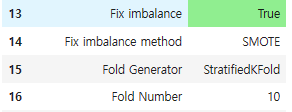 13 Fix imbalance True
14 Fix imbalance method SMOTE
15 Fold Generator StratifiedKFold
16 Fold Number 10